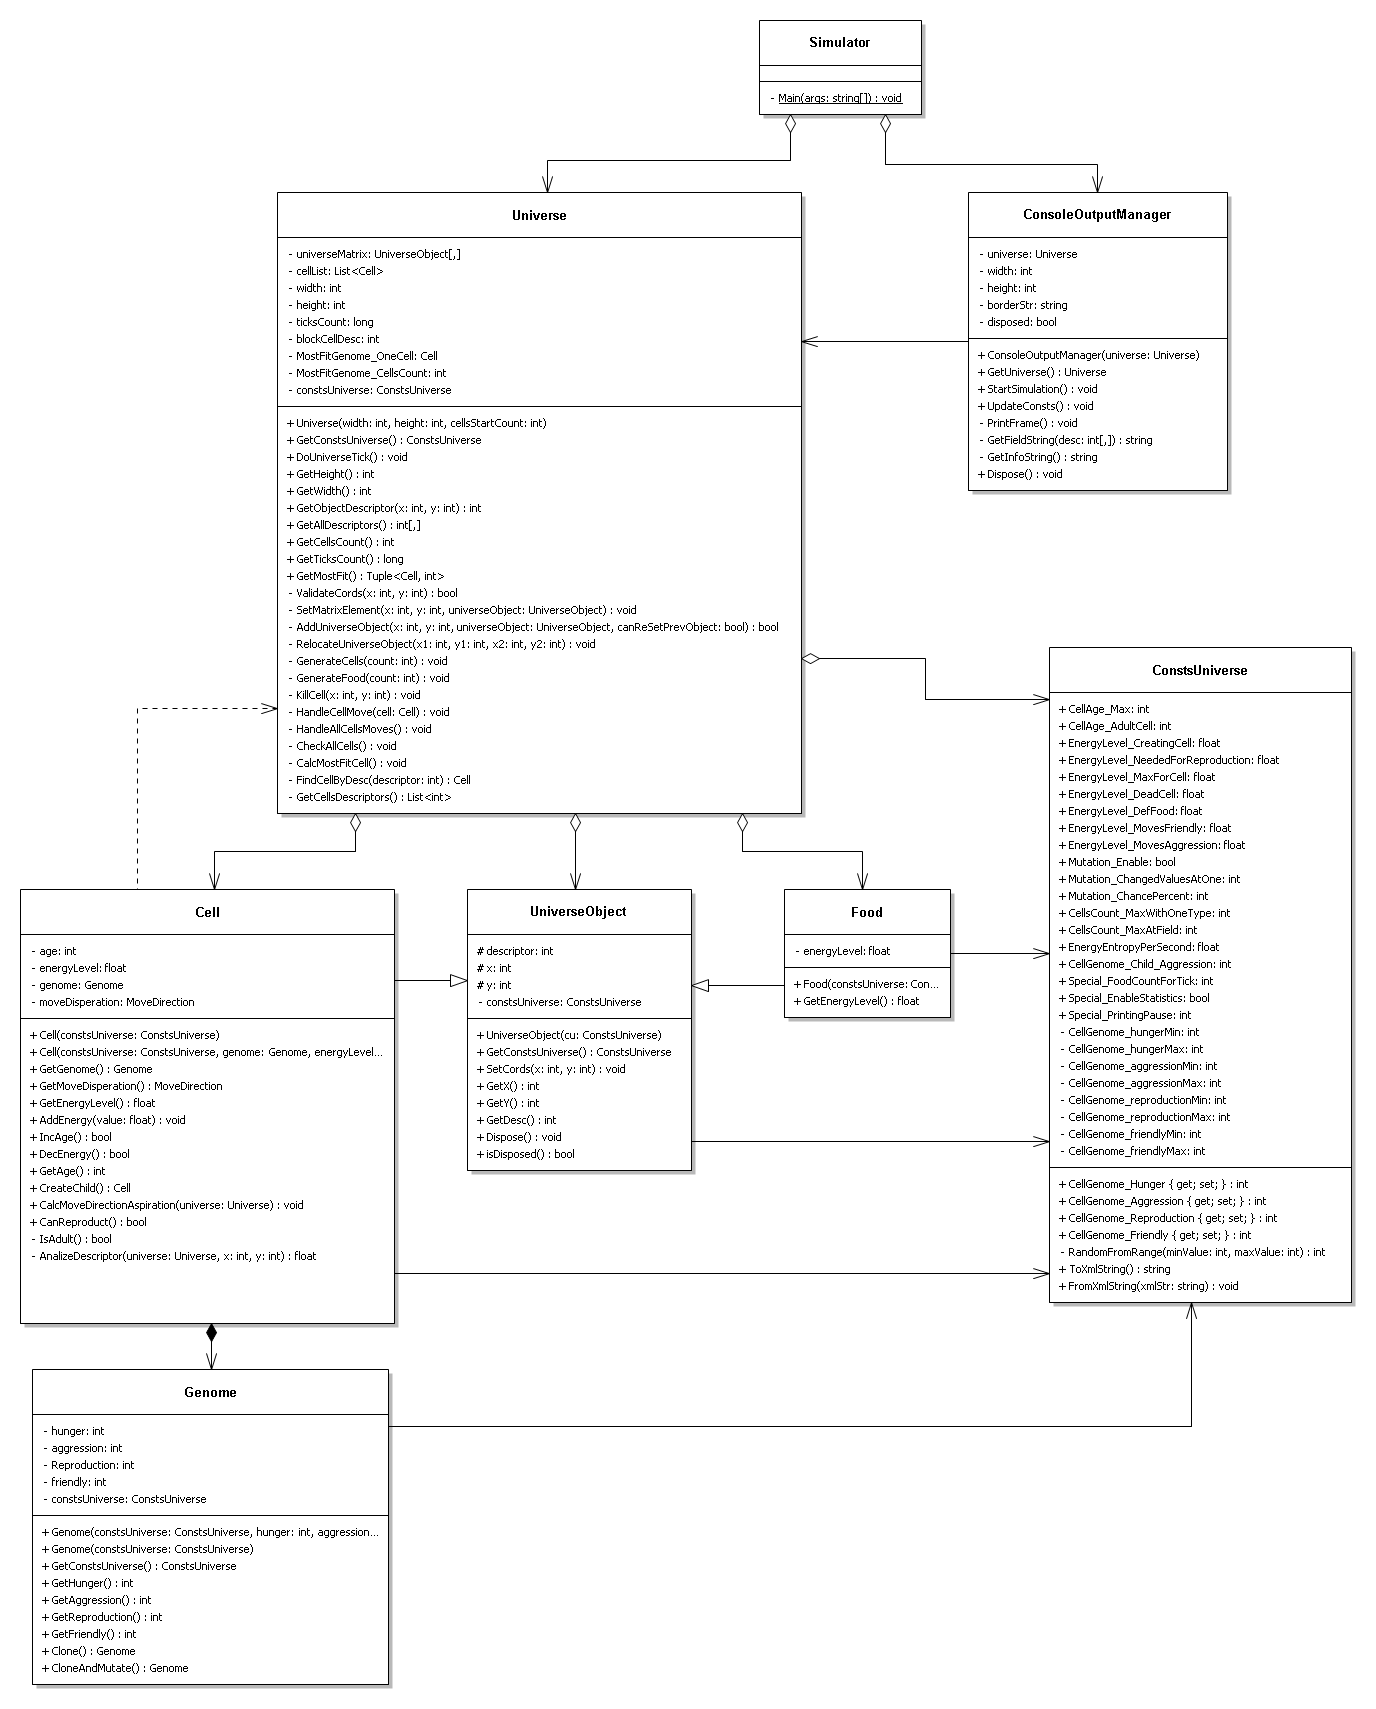 Simulator
- Main(args: string[]) : void
Universe
- universeMatrix: UniverseObject[,]
- cellList: List<Cell>
- width: int
- height: int
- ticksCount: long
- blockCellDesc: int
- MostFitGenome_OneCell: Cell
- MostFitGenome_CellsCount: int
- constsUniverse: ConstsUniverse
+ Universe(width: int, height: int, cellsStartCount: int)
+ GetConstsUniverse() : ConstsUniverse
+ DoUniverseTick() : void
+ GetHeight() : int
+ GetWidth() : int
+ GetObjectDescriptor(x: int, y: int) : int
+ GetAllDescriptors() : int[,]
+ GetCellsCount() : int
+ GetTicksCount() : long
+ GetMostFit() : Tuple<Cell, int>
- ValidateCords(x: int, y: int) : bool
- SetMatrixElement(x: int, y: int, universeObject: UniverseObject) : void
- AddUniverseObject(x: int, y: int, universeObject: UniverseObject, canReSetPrevObject: bool) : bool
- RelocateUniverseObject(x1: int, y1: int, x2: int, y2: int) : void
- GenerateCells(count: int) : void
- GenerateFood(count: int) : void
- KillCell(x: int, y: int) : void
- HandleCellMove(cell: Cell) : void
- HandleAllCellsMoves() : void
- CheckAllCells() : void
- CalcMostFitCell() : void
- FindCellByDesc(descriptor: int) : Cell
- GetCellsDescriptors() : List<int>
ConsoleOutputManager
- universe: Universe
- width: int
- height: int
- borderStr: string
- disposed: bool
+ ConsoleOutputManager(universe: Universe)
+ GetUniverse() : Universe
+ StartSimulation() : void
+ UpdateConsts() : void
- PrintFrame() : void
- GetFieldString(desc: int[,]) : string
- GetInfoString() : string
+ Dispose() : void
ConstsUniverse
+ CellAge_Max: int
+ CellAge_AdultCell: int
+ EnergyLevel_CreatingCell: float
+ EnergyLevel_NeededForReproduction: float
+ EnergyLevel_MaxForCell: float
+ EnergyLevel_DeadCell: float
+ EnergyLevel_DefFood: float
+ EnergyLevel_MovesFriendly: float
+ EnergyLevel_MovesAggression: float
+ Mutation_Enable: bool
+ Mutation_ChangedValuesAtOne: int
+ Mutation_ChancePercent: int
+ CellsCount_MaxWithOneType: int
+ CellsCount_MaxAtField: int
+ EnergyEntropyPerSecond: float
+ CellGenome_Child_Aggression: int
+ Special_FoodCountForTick: int
+ Special_EnableStatistics: bool
+ Special_PrintingPause: int
- CellGenome_hungerMin: int
- CellGenome_hungerMax: int
- CellGenome_aggressionMin: int
- CellGenome_aggressionMax: int
- CellGenome_reproductionMin: int
- CellGenome_reproductionMax: int
- CellGenome_friendlyMin: int
- CellGenome_friendlyMax: int
+ CellGenome_Hunger { get; set; } : int
+ CellGenome_Aggression { get; set; } : int
+ CellGenome_Reproduction { get; set; } : int
+ CellGenome_Friendly { get; set; } : int
- RandomFromRange(minValue: int, maxValue: int) : int
+ ToXmlString() : string
+ FromXmlString(xmlStr: string) : void
Cell
- age: int
- energyLevel: float
- genome: Genome
- moveDisperation: MoveDirection
+ Cell(constsUniverse: ConstsUniverse)
+ Cell(constsUniverse: ConstsUniverse, genome: Genome, energyLevel...
+ GetGenome() : Genome
+ GetMoveDisperation() : MoveDirection
+ GetEnergyLevel() : float
+ AddEnergy(value: float) : void
+ IncAge() : bool
+ DecEnergy() : bool
+ GetAge() : int
+ CreateChild() : Cell
+ CalcMoveDirectionAspiration(universe: Universe) : void
+ CanReproduct() : bool
- IsAdult() : bool
- AnalizeDescriptor(universe: Universe, x: int, y: int) : float
UniverseObject
# descriptor: int
# x: int
# y: int
- constsUniverse: ConstsUniverse
+ UniverseObject(cu: ConstsUniverse)
+ GetConstsUniverse() : ConstsUniverse
+ SetCords(x: int, y: int) : void
+ GetX() : int
+ GetY() : int
+ GetDesc() : int
+ Dispose() : void
+ isDisposed() : bool
Food
- energyLevel: float
+ Food(constsUniverse: Con...
+ GetEnergyLevel() : float
Genome
- hunger: int
- aggression: int
- Reproduction: int
- friendly: int
- constsUniverse: ConstsUniverse
+ Genome(constsUniverse: ConstsUniverse, hunger: int, aggression...
+ Genome(constsUniverse: ConstsUniverse)
+ GetConstsUniverse() : ConstsUniverse
+ GetHunger() : int
+ GetAggression() : int
+ GetReproduction() : int
+ GetFriendly() : int
+ Clone() : Genome
+ CloneAndMutate() : Genome